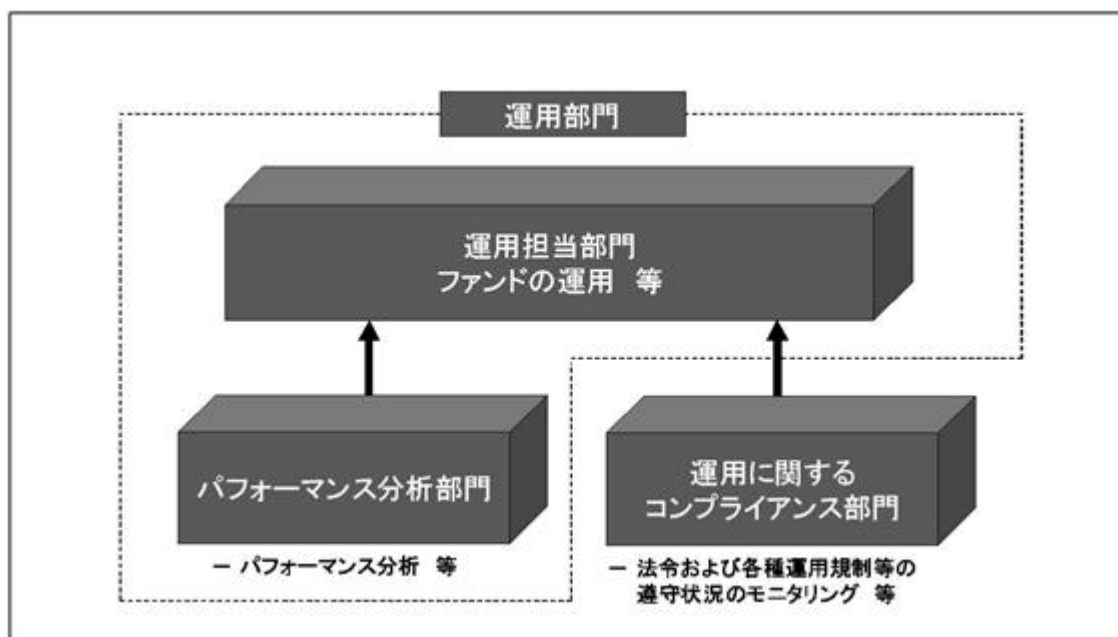 運用部門
運用担当部門
ファンドの運用 等
パフォーマンス分析部門
－ パフォーマンス分析 等
運用に関する
コンプライアンス部門
－ 法令および各種運用規制等の
遵守状況のモニタリング 等